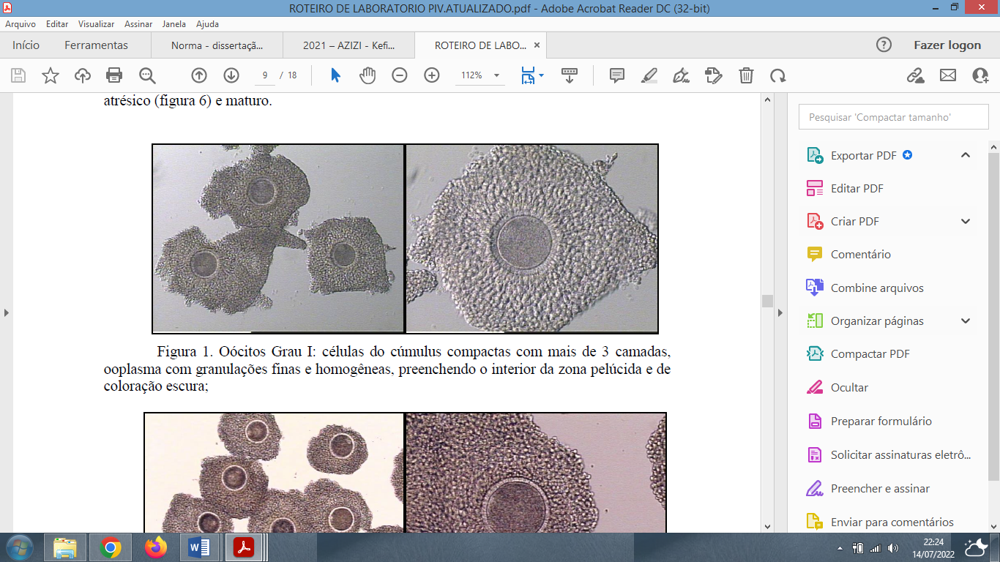 ROTEIRO DE LABORATORIO PIV.ATUALIZADO.pdf - Adobe Acrobat Reader DC (32-bit)
Arquivo Editar Visualizar Assinar Janela Ajuda
Início Ferramentas Norma - dissertaçã... 2021 – AZIZI - Kefi... ROTEIRO DE LABO... × ? Fazer logon
9 / 18 112%
atrésico (figura 6) e maturo.
Figura 1. Oócitos Grau I: células do cúmulus compactas com mais de 3 camadas,
ooplasma com granulações finas e homogêneas, preenchendo o interior da zona pelúcida e de
coloração escura;
Pesquisar 'Compactar tamanho'
Exportar PDF
Editar PDF
Criar PDF
Comentário
Combine arquivos
Organizar páginas
Compactar PDF
Ocultar
Preparar formulário
Solicitar assinaturas eletrô...
Preencher e assinar
Enviar para comentários
22:24
14/07/2022